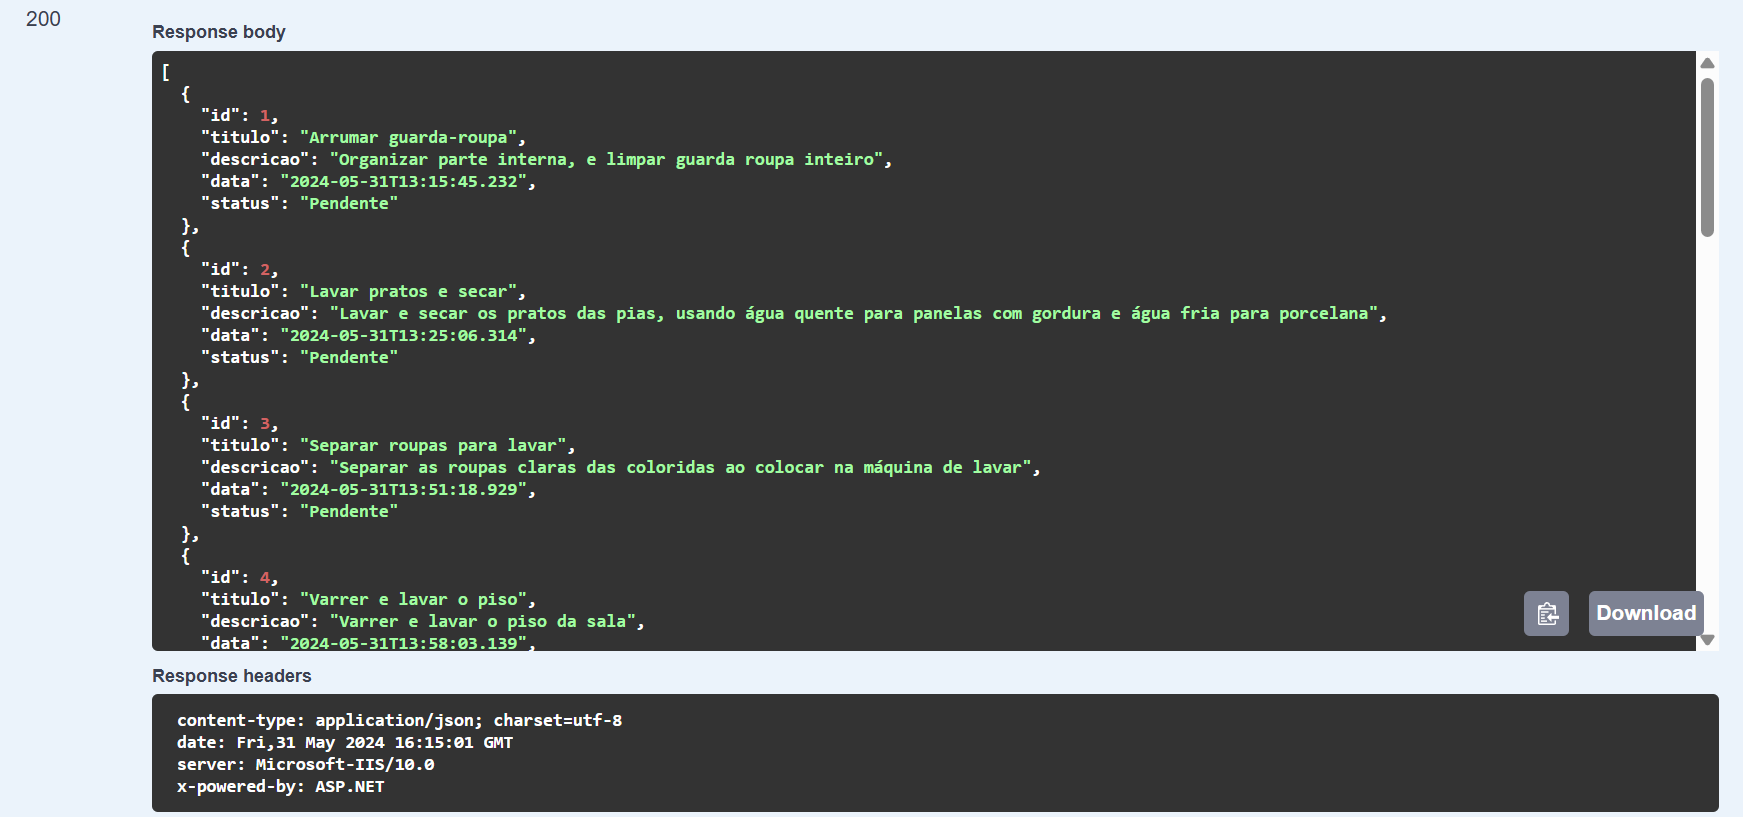 200
Response body
[
  {
    "id": 1,
    "titulo": "Arrumar guarda-roupa",
    "descricao": "Organizar parte interna, e limpar guarda roupa inteiro",
    "data": "2024-05-31T13:15:45.232",
    "status": "Pendente"
  },
  {
    "id": 2,
    "titulo": "Lavar pratos e secar",
    "descricao": "Lavar e secar os pratos das pias, usando água quente para panelas com gordura e água fria para porcelana",
    "data": "2024-05-31T13:25:06.314",
    "status": "Pendente"
  },
  {
    "id": 3,
    "titulo": "Separar roupas para lavar",
    "descricao": "Separar as roupas claras das coloridas ao colocar na máquina de lavar",
    "data": "2024-05-31T13:51:18.929",
    "status": "Pendente"
  },
  {
    "id": 4,
    "titulo": "Varrer e lavar o piso",
    "descricao": "Varrer e lavar o piso da sala",
    "data": "2024-05-31T13:58:03.139",
Download
Response headers
content-type: application/json; charset=utf-8
date: Fri,31 May 2024 16:15:01 GMT
server: Microsoft-IIS/10.0
x-powered-by: ASP.NET